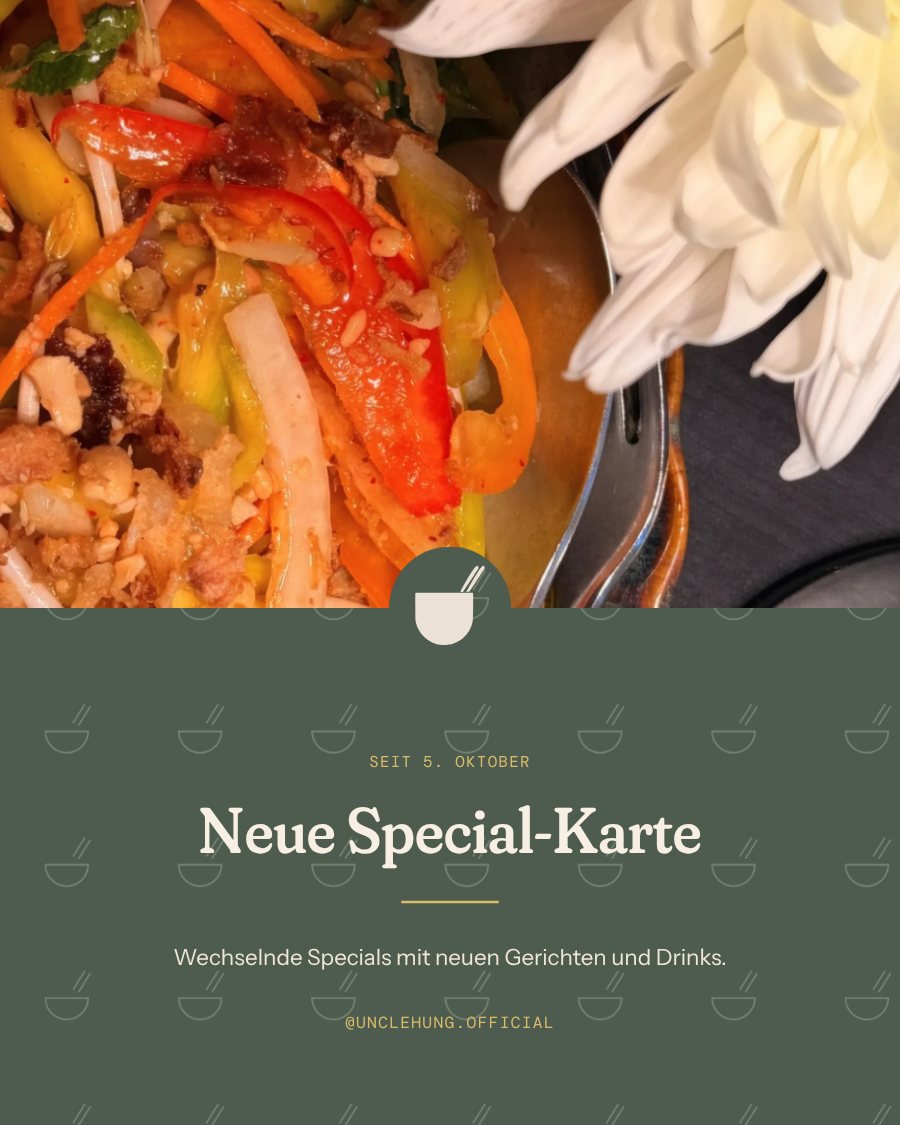 SEIT 5. OKTOBER
Neue Special-Karte
Wechselnde Specials mit neuen Gerichten und Drinks.
@UNCLEHUNG.OFFICIAL